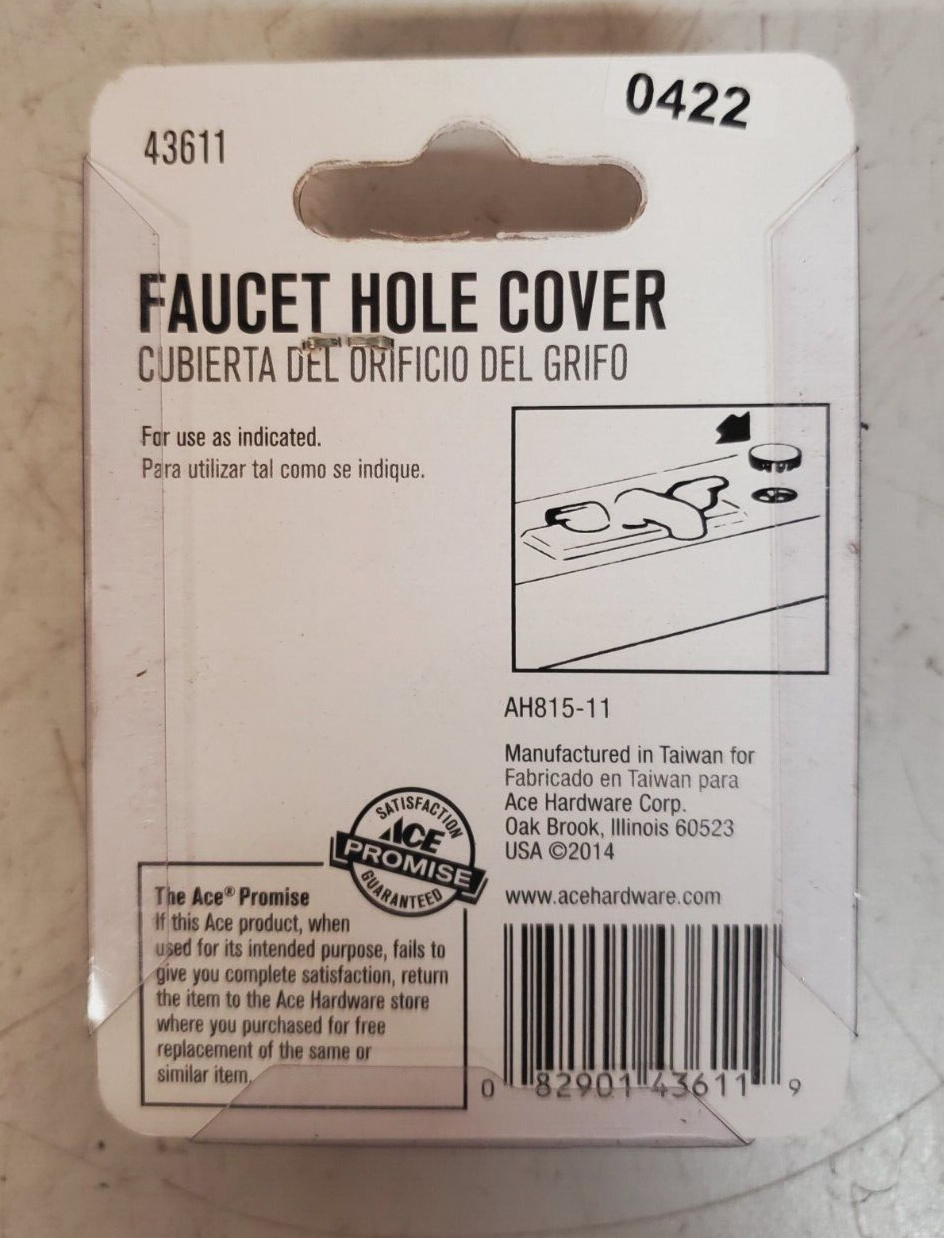 0422
43611
FAUCET HOLE COVER
CUBIERTA DEL ORIFICIO DEL GRIFO
For use as indicated.
Para utilizar tal como se indique.
AH815-11
Manufactured in Taiwan for
Fabricado en Taiwan para
Ace Hardware Corp.
Oak Brook, Illinois 60523
USA ©2014
www.acehardware.com
SATISFACTION
ACE
PROMISE
GUARANTEED
The Ace® Promise
If this Ace product, when
used for its intended purpose, fails to
give you complete satisfaction, return
the item to the Ace Hardware store
where you purchased for free
replacement of the same or
similar item.
0 82901 43611 9